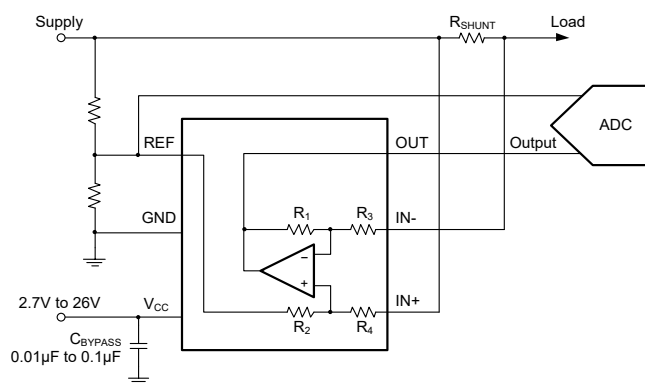 Supply
R_SHUNT
Load
ADC
REF
OUT
Output
GND
R1
R3
IN-
−
+
2.7V to 26V
VCC
R2
R4
IN+
CBYPASS
0.01µF to 0.1µF